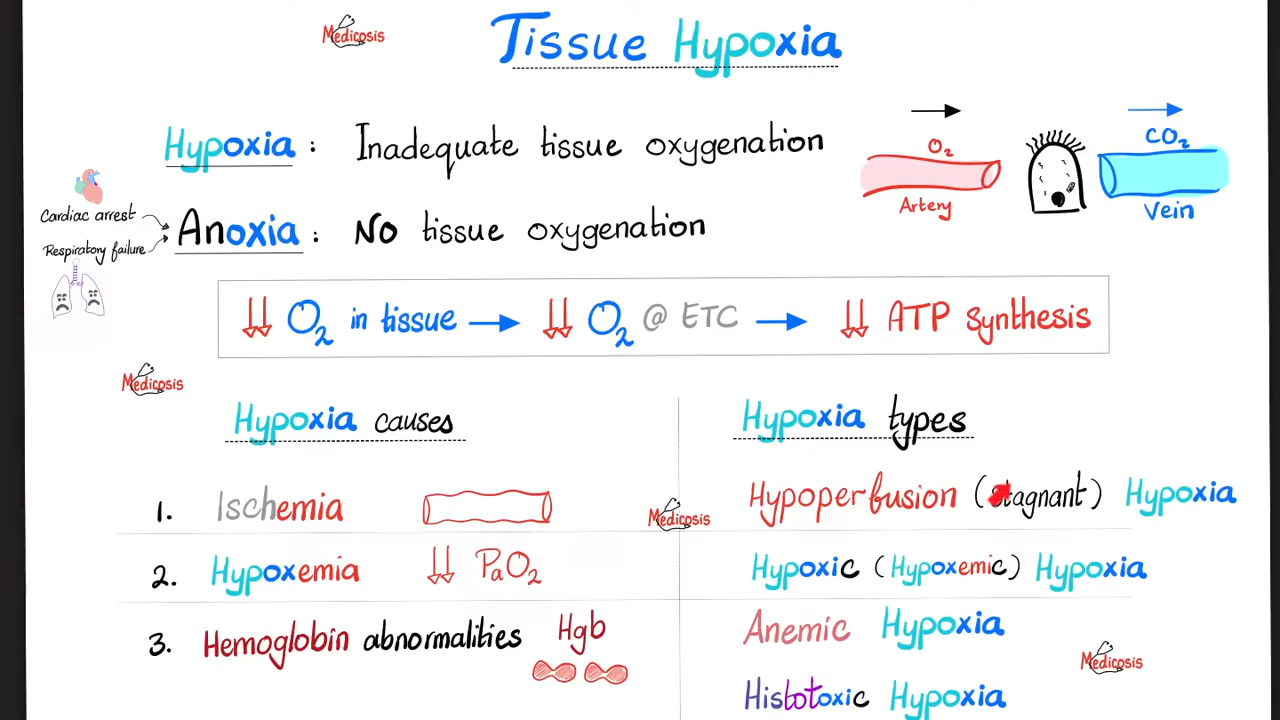 Medicosis
Tissue Hypoxia
Hypoxia : Inadequate tissue oxygenation
O2
Artery
CO2
Vein
Cardiac arrest
Respiratory failure
Anoxia : No tissue oxygenation
↓↓ O2 in tissue → ↓↓ O2 @ ETC → ↓↓ ATP synthesis
Medicosis
Hypoxia causes
1. Ischemia
2. Hypoxemia ↓↓ PaO2
3. Hemoglobin abnormalities Hgb
Medicosis
Hypoxia types
Hypoperfusion (Stagnant) Hypoxia
Hypoxic (Hypoxemic) Hypoxia
Anemic Hypoxia
Histotoxic Hypoxia
Medicosis